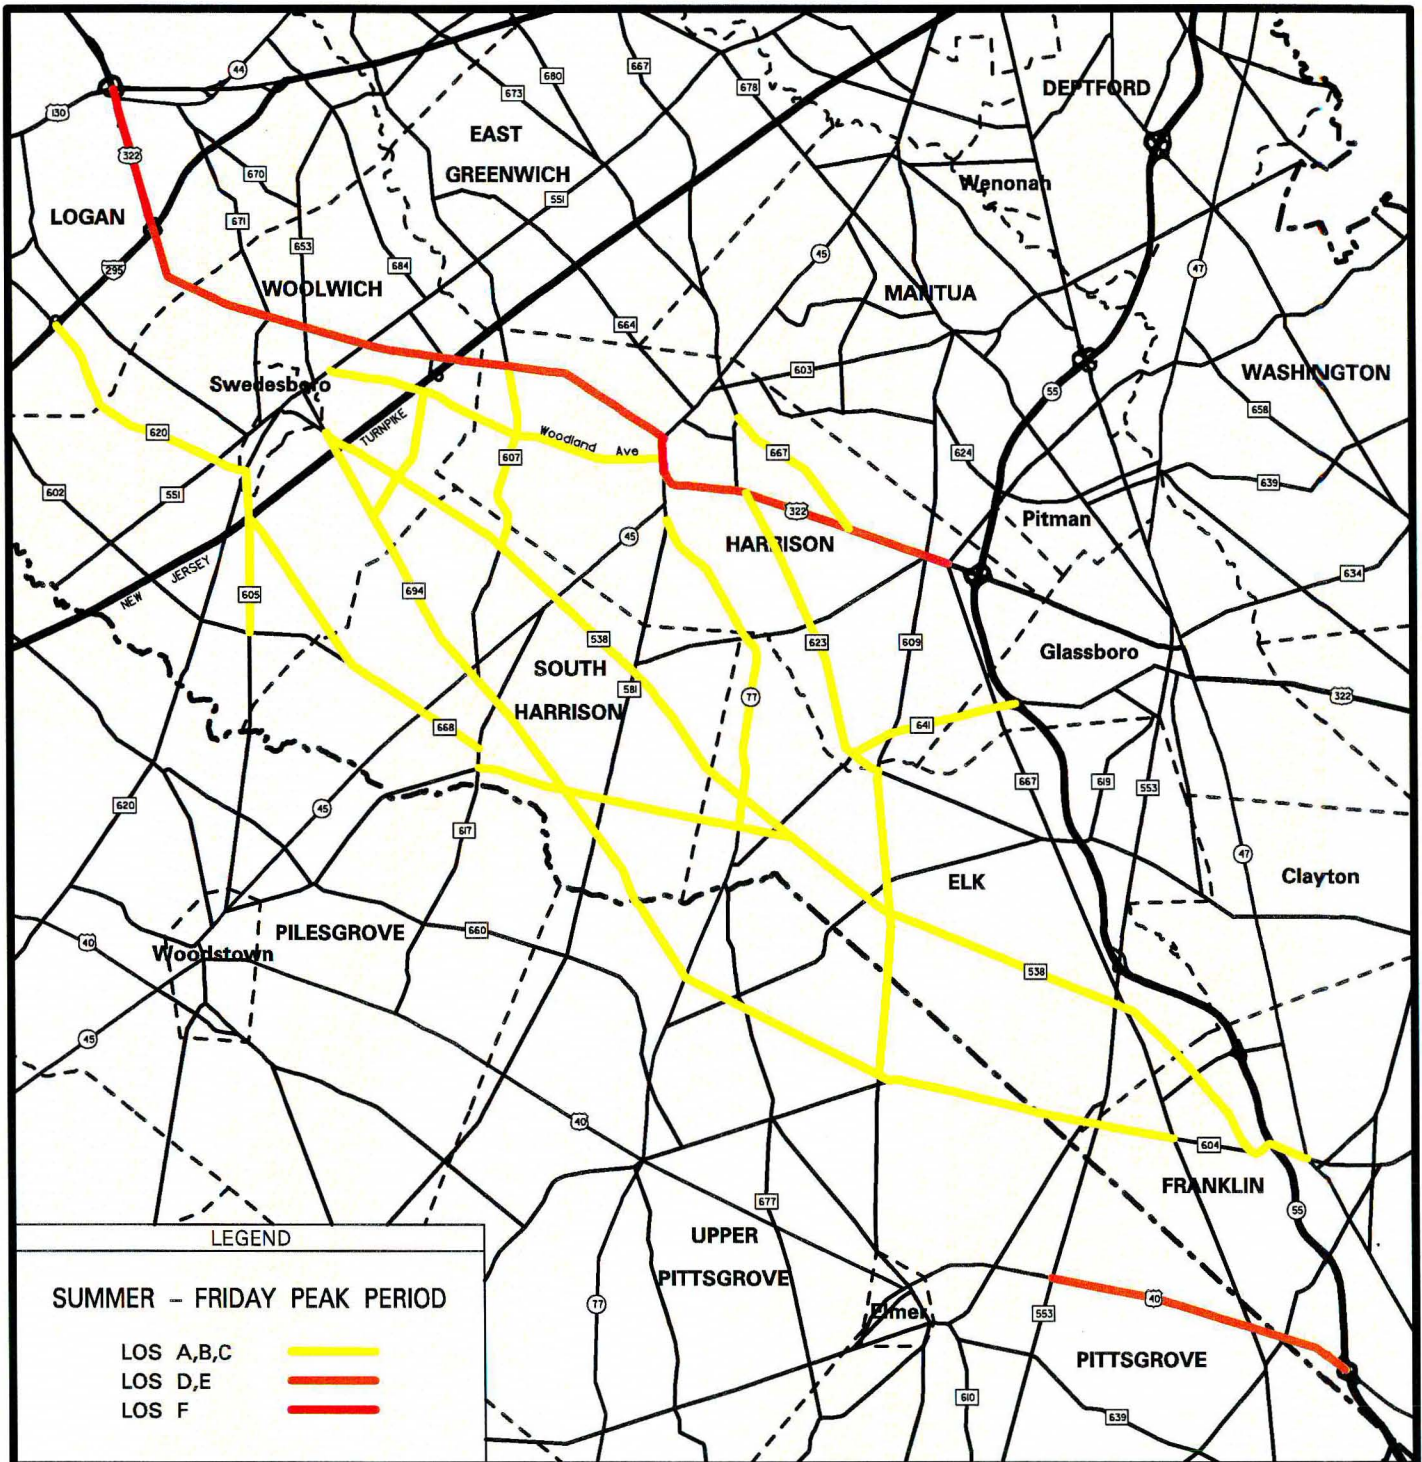 DEPTFORD
44
680
667
678
673
130
EAST
GREENWICH
322
670
551
Wenonah
LOGAN
671
653
45
47
295
684
WOOLWICH
MANTUA
664
603
WASHINGTON
Swedesboro
55
658
TURNPIKE
620
Woodland Ave
607
667
624
639
602
551
322
Pitman
45
HARRISON
JERSEY
NEW
634
605
694
538
623
609
Glassboro
SOUTH
HARRISON
581
77
322
668
641
667
619
553
620
45
617
47
ELK
Clayton
PILESGROVE
660
40
Woodstown
538
45
40
604
FRANKLIN
677
55
UPPER
PITTSGROVE
77
Elmer
553
40
PITTSGROVE
610
639
LEGEND
SUMMER - FRIDAY PEAK PERIOD
LOS A,B,C
LOS D,E
LOS F